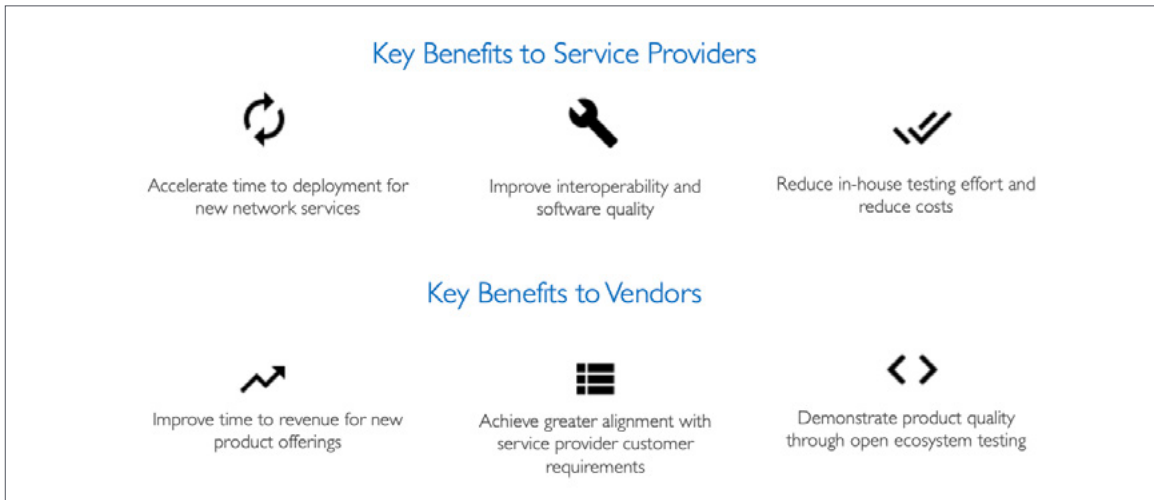 Key Benefits to Service Providers
Accelerate time to deployment for
new network services
Improve interoperability and
software quality
Reduce in-house testing effort and
reduce costs
Key Benefits to Vendors
Improve time to revenue for new
product offerings
Achieve greater alignment with
service provider customer
requirements
Demonstrate product quality
through open ecosystem testing